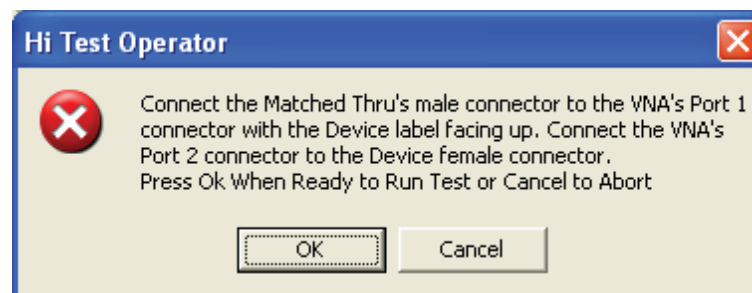 Hi Test Operator
Connect the Matched Thru's male connector to the VNA's Port 1
connector with the Device label facing up. Connect the VNA's
Port 2 connector to the Device female connector.
Press Ok When Ready to Run Test or Cancel to Abort
OK
Cancel